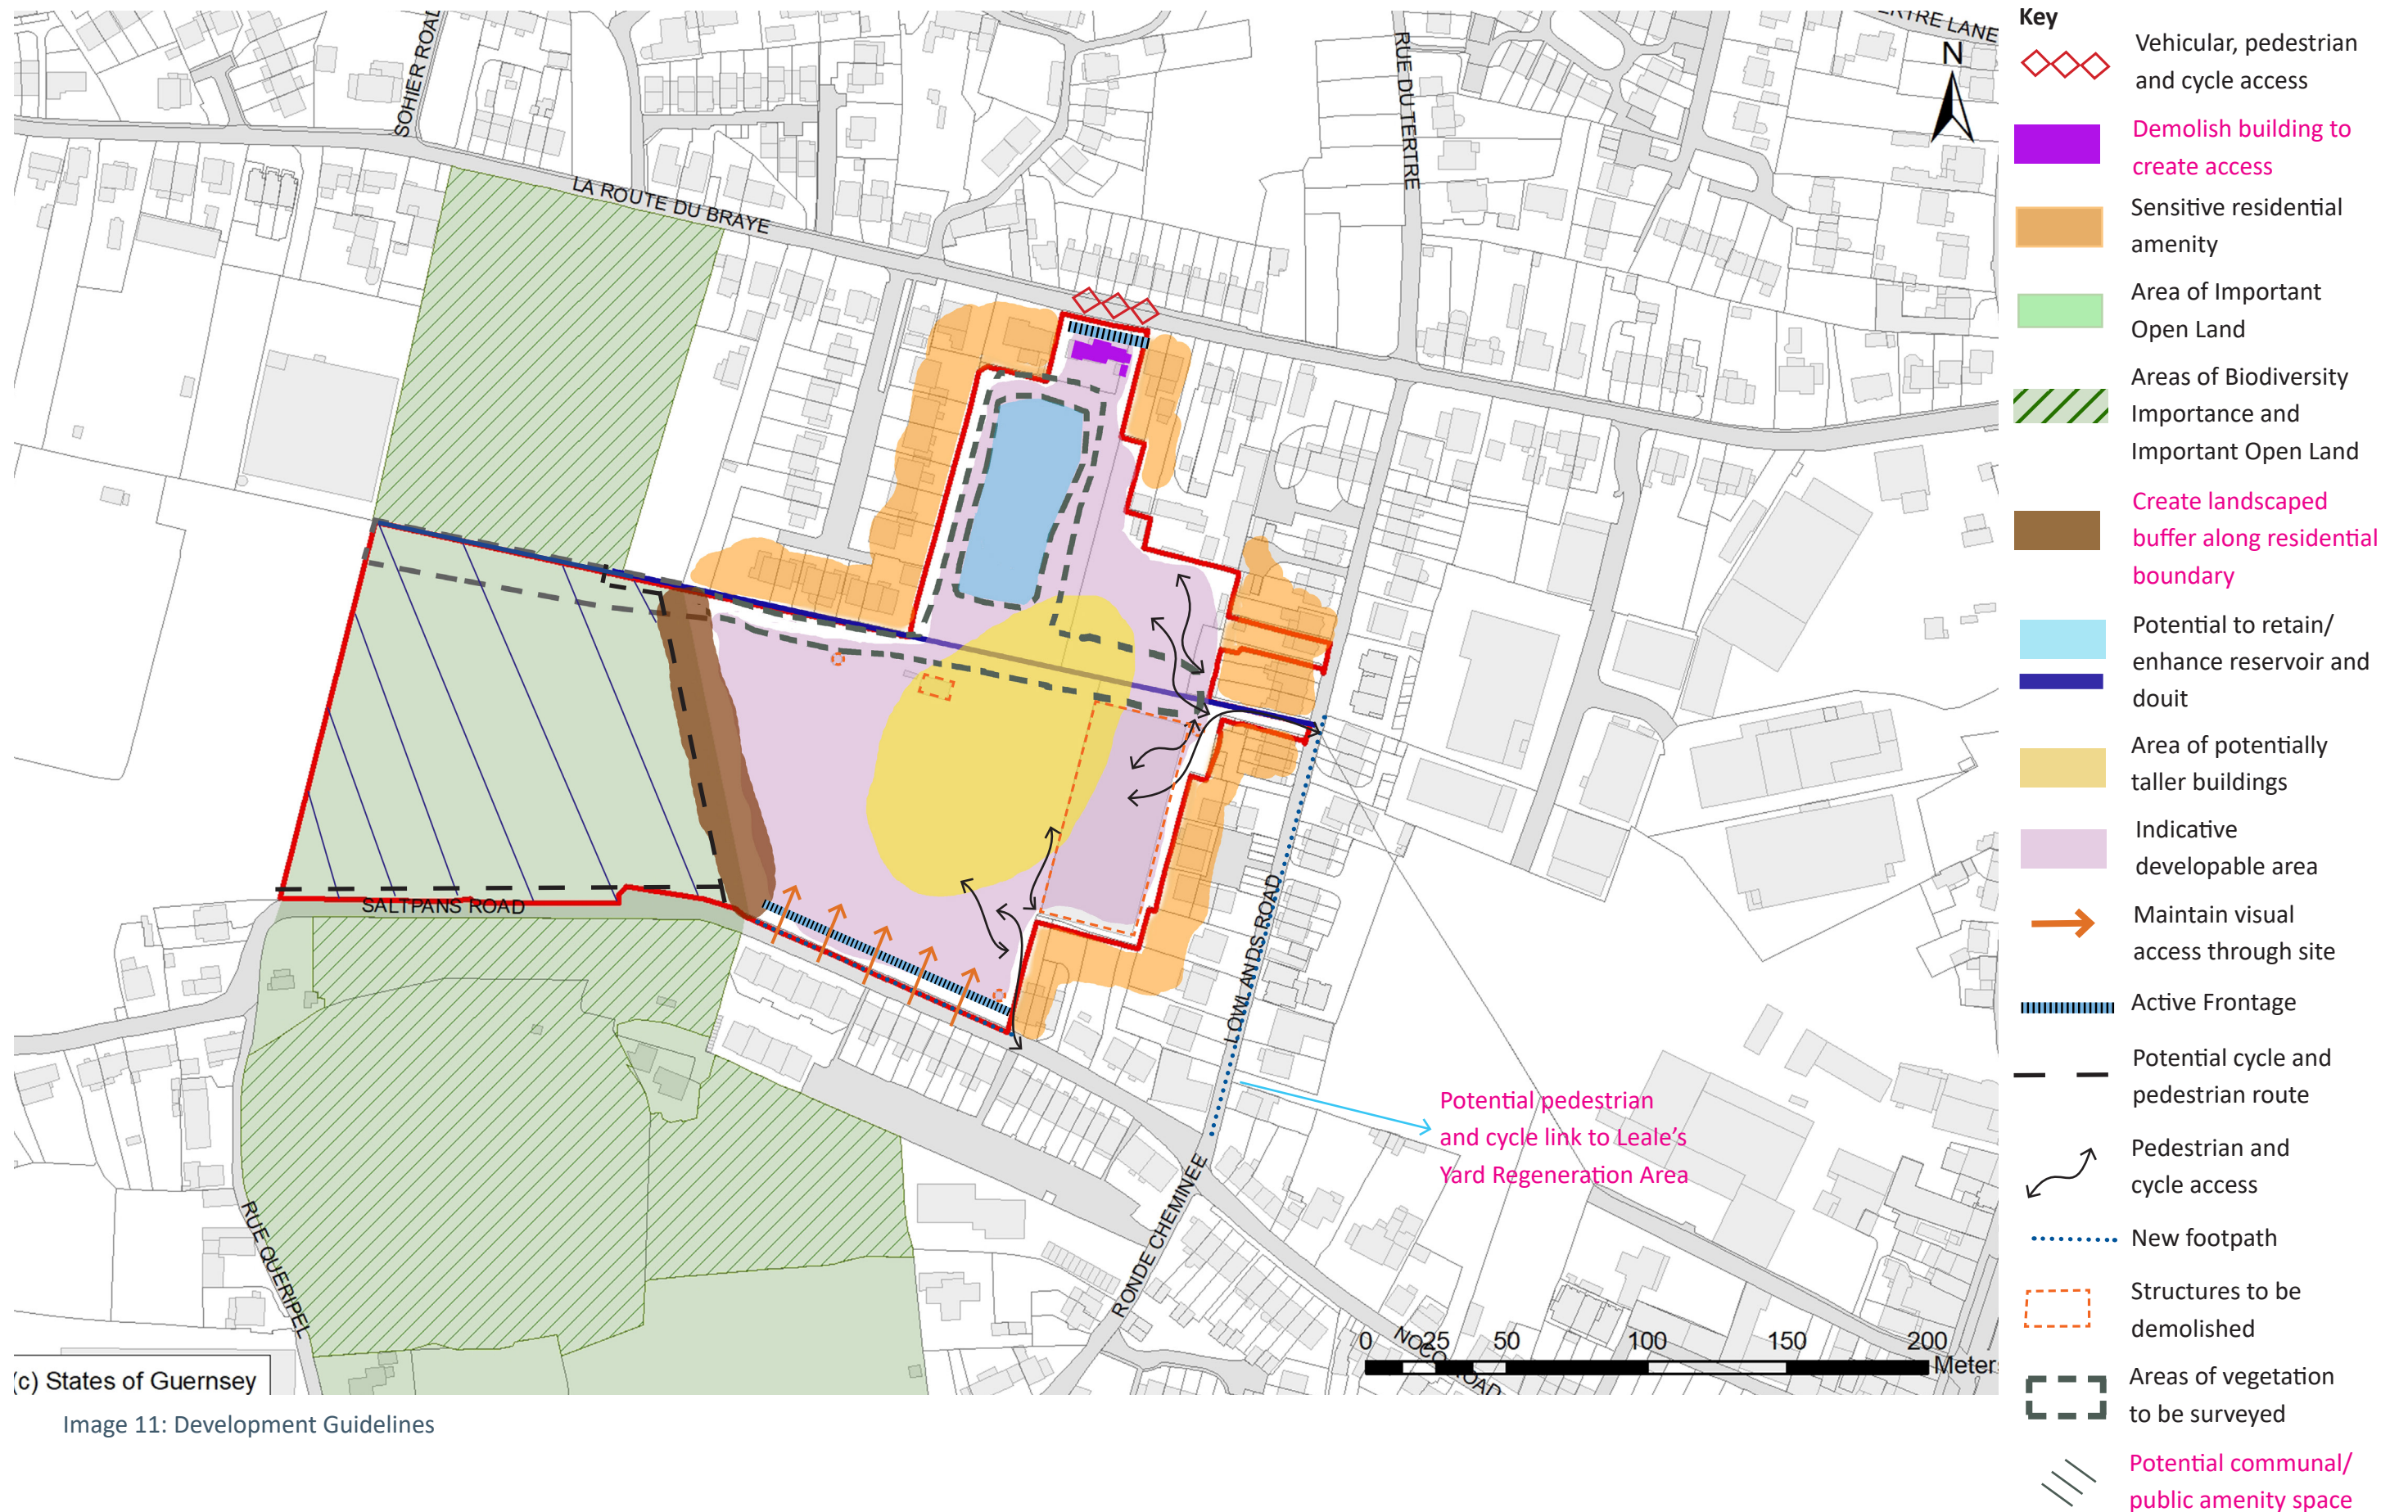 SOHIER ROAD
LA ROUTE DU BRAYE
RUE DU TERTRE
TERTRE LANE
N
SALTPANS ROAD
LOWLANDS ROAD
Potential pedestrian
and cycle link to Leale's
Yard Regeneration Area
RUE QUERIPEL
RONDE CHEMINEE
NOCQ ROAD
0 25 50 100 150 200
Meter
(c) States of Guernsey
Image 11: Development Guidelines
Key
Vehicular, pedestrian
and cycle access
Demolish building to
create access
Sensitive residential
amenity
Area of Important
Open Land
Areas of Biodiversity
Importance and
Important Open Land
Create landscaped
buffer along residential
boundary
Potential to retain/
enhance reservoir and
douit
Area of potentially
taller buildings
Indicative
developable area
Maintain visual
access through site
Active Frontage
Potential cycle and
pedestrian route
Pedestrian and
cycle access
New footpath
Structures to be
demolished
Areas of vegetation
to be surveyed
Potential communal/
public amenity space